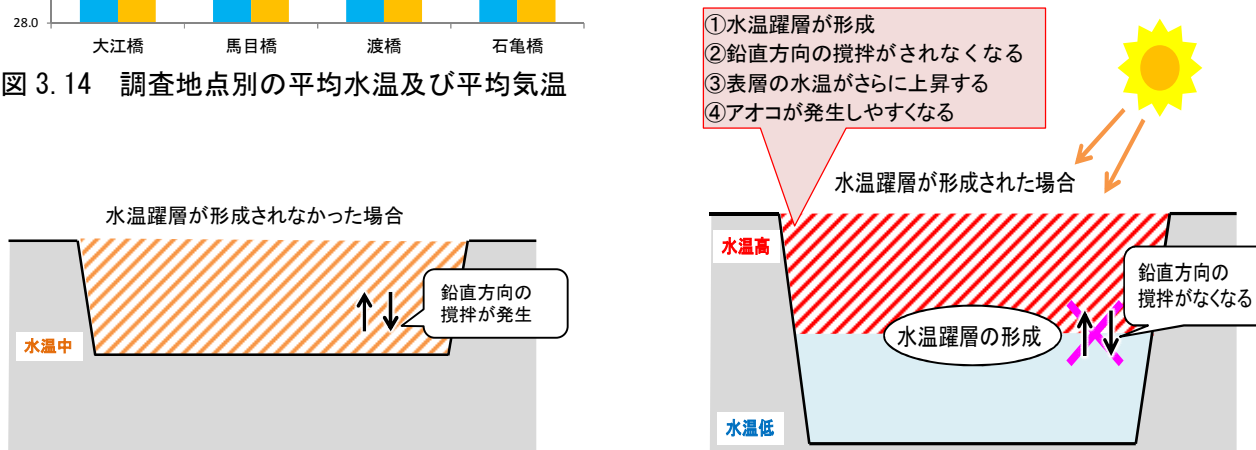 28.0
大江橋 馬目橋 渡橋 石亀橋
図 3.14 調査地点別の平均水温及び平均気温
水温躍層が形成されなかった場合
鉛直方向の
撹拌が発生
水温中
①水温躍層が形成
②鉛直方向の撹拌がされなくなる
③表層の水温がさらに上昇する
④アオコが発生しやすくなる
水温躍層が形成された場合
水温高
鉛直方向の
撹拌がなくなる
水温躍層の形成
水温低